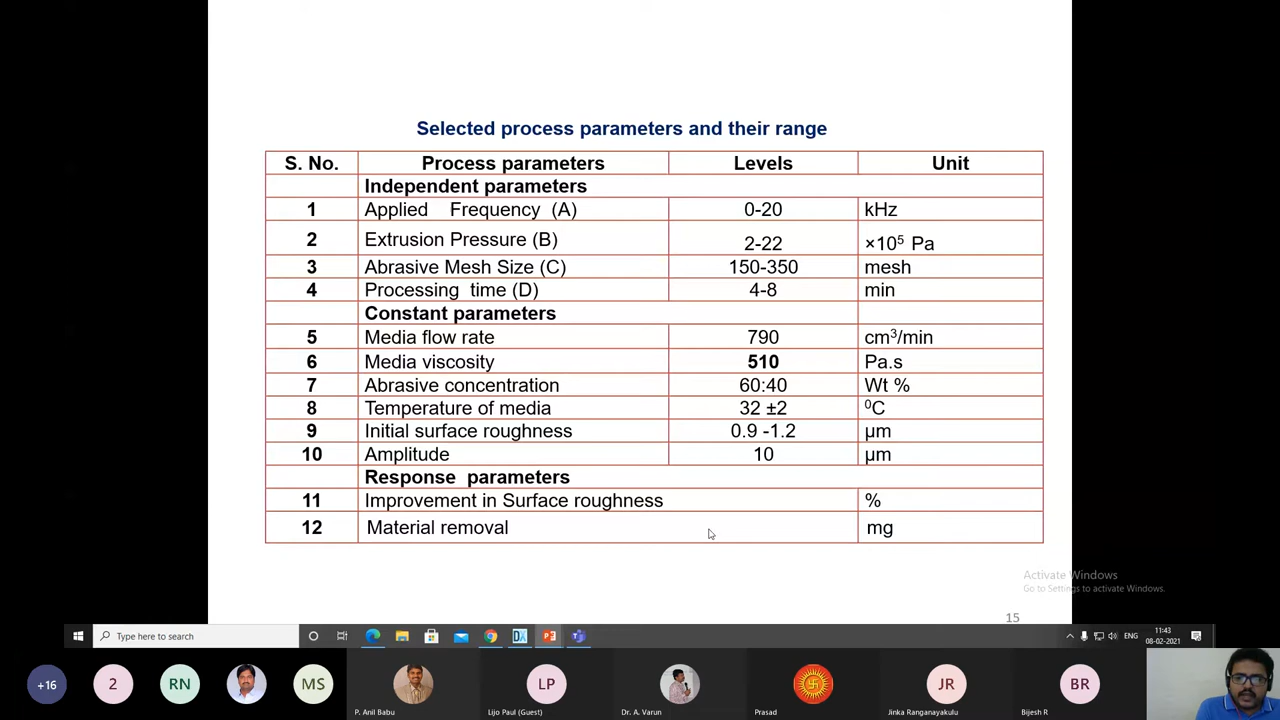 Selected process parameters and their range
S. No. Process parameters Levels Unit
Independent parameters
1 Applied Frequency (A) 0-20 kHz
2 Extrusion Pressure (B) 2-22 ×10⁵ Pa
3 Abrasive Mesh Size (C) 150-350 mesh
4 Processing time (D) 4-8 min
Constant parameters
5 Media flow rate 790 cm³/min
6 Media viscosity 510 Pa.s
7 Abrasive concentration 60:40 Wt %
8 Temperature of media 32 ±2 ⁰C
9 Initial surface roughness 0.9 -1.2 µm
10 Amplitude 10 µm
Response parameters
11 Improvement in Surface roughness %
12 Material removal mg
Activate Windows
Go to Settings to activate Windows.
15
Type here to search
DX
ENG
11:43
08-02-2021
+16
2
RN
MS
P. Anil Babu
LP
Lijo Paul (Guest)
Dr. A. Varun
Prasad
JR
Jinka Ranganayakulu
BR
Bijesh R